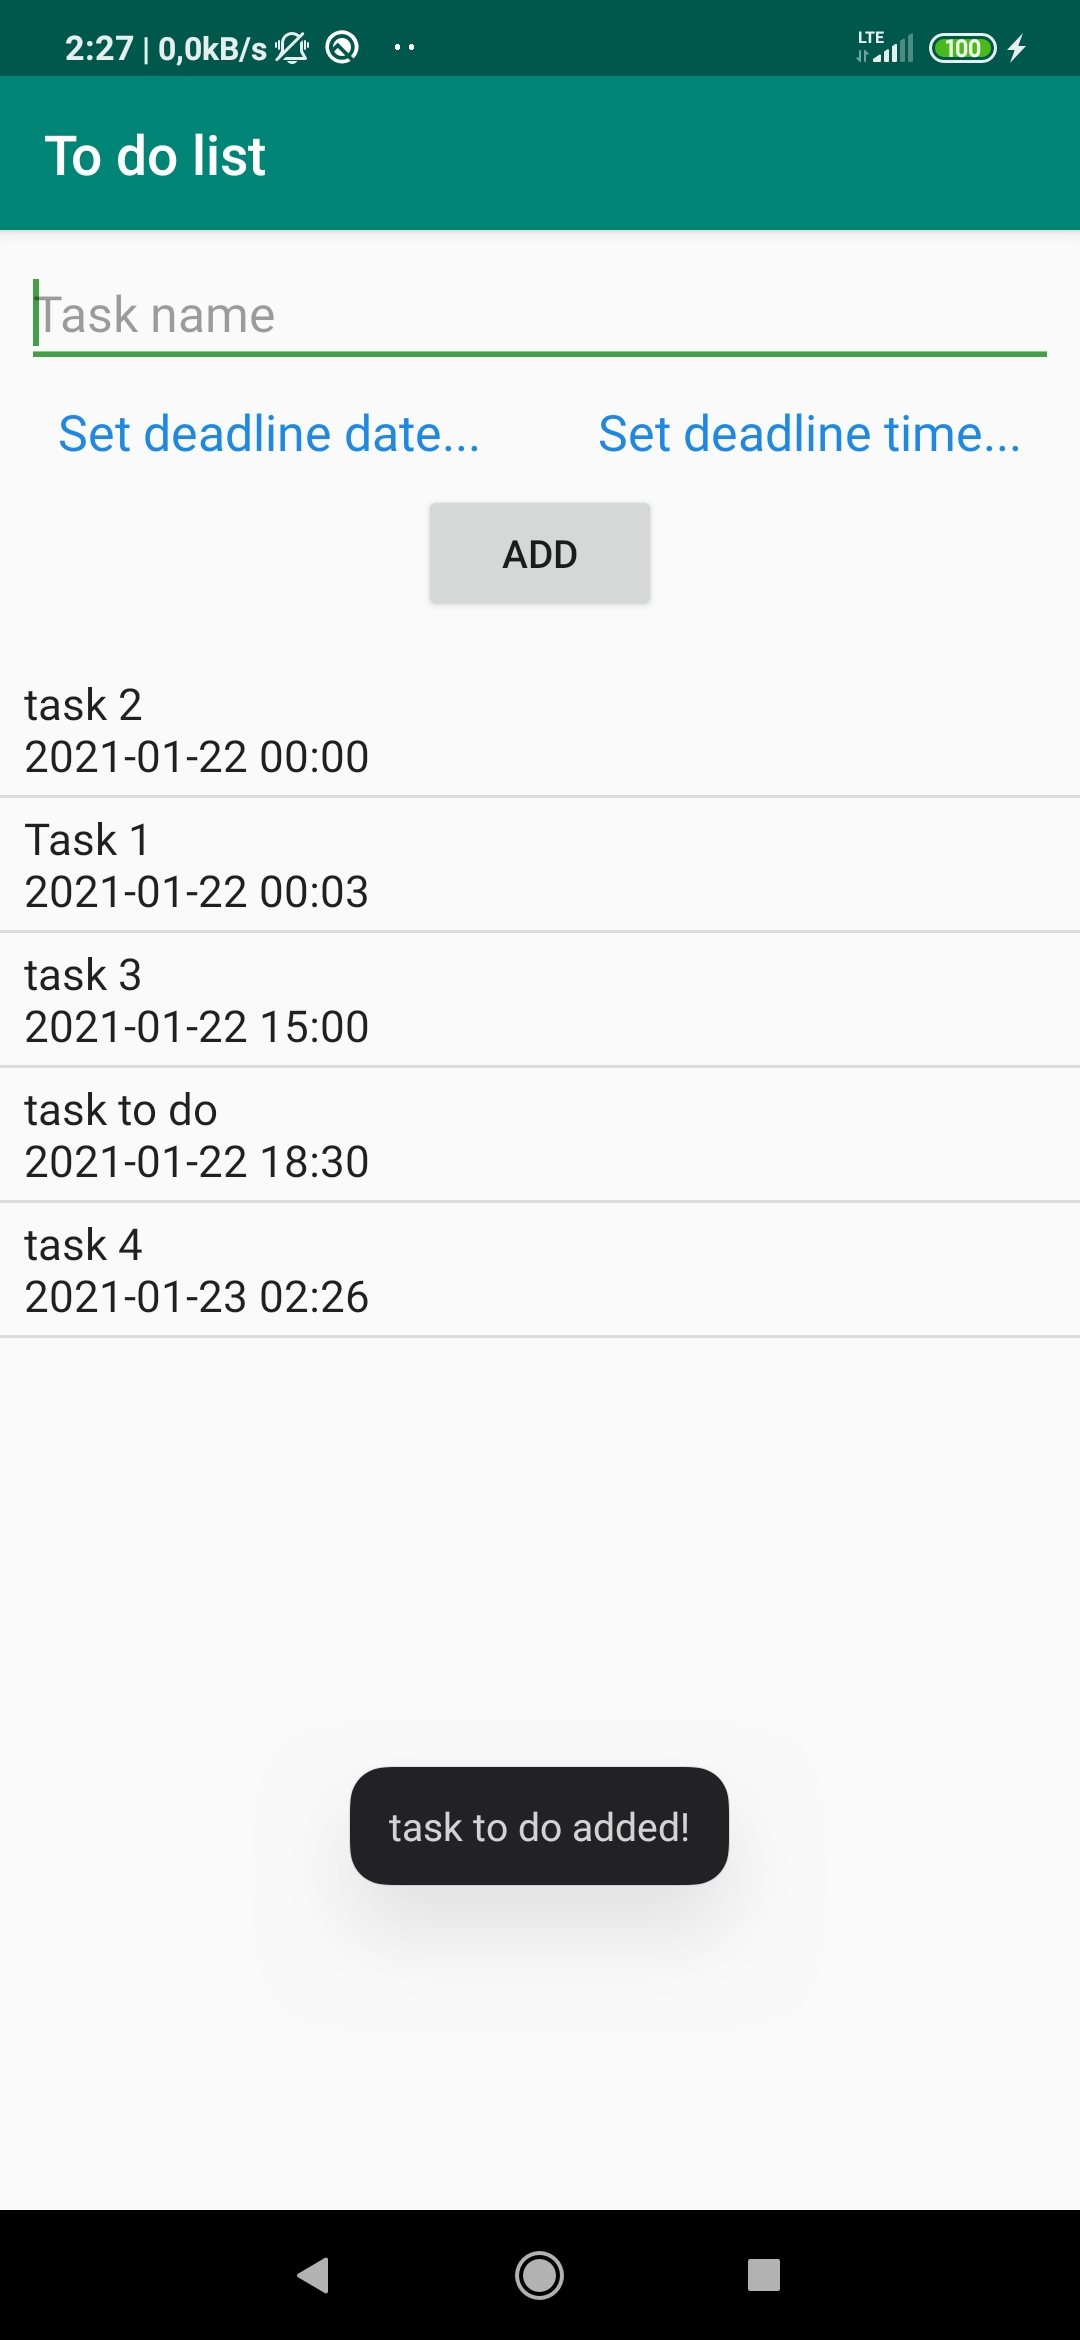 2:27 | 0,0kB/s
LTE
100
To do list
Task name
Set deadline date... Set deadline time...
ADD
task 2
2021-01-22 00:00
Task 1
2021-01-22 00:03
task 3
2021-01-22 15:00
task to do
2021-01-22 18:30
task 4
2021-01-23 02:26
task to do added!